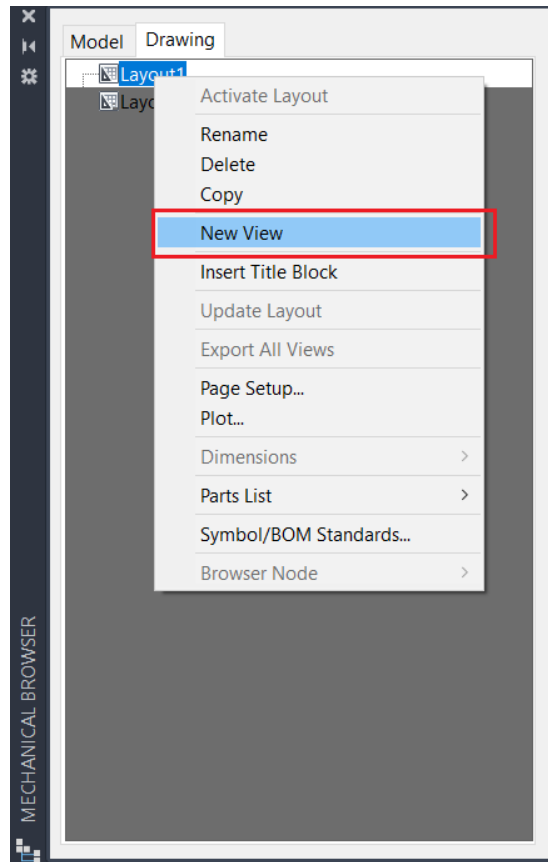 Model Drawing
Layout1
Layo
Activate Layout
Rename
Delete
Copy
New View
Insert Title Block
Update Layout
Export All Views
Page Setup...
Plot...
Dimensions
Parts List
Symbol/BOM Standards...
Browser Node
MECHANICAL BROWSER